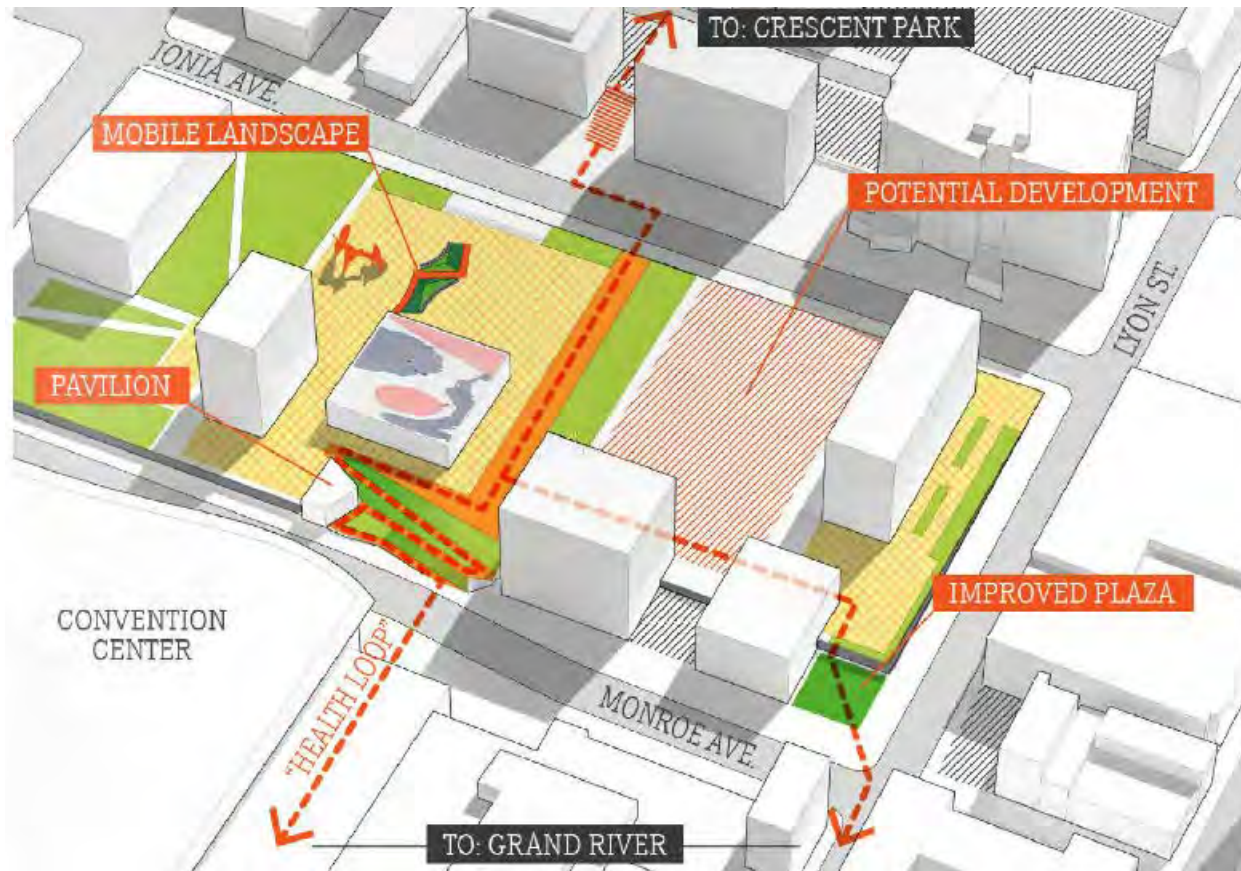 TO: CRESCENT PARK
IONIA AVE.
MOBILE LANDSCAPE
POTENTIAL DEVELOPMENT
LYON ST.
PAVILION
IMPROVED PLAZA
CONVENTION
CENTER
"HEALTH LOOP"
MONROE AVE.
TO: GRAND RIVER